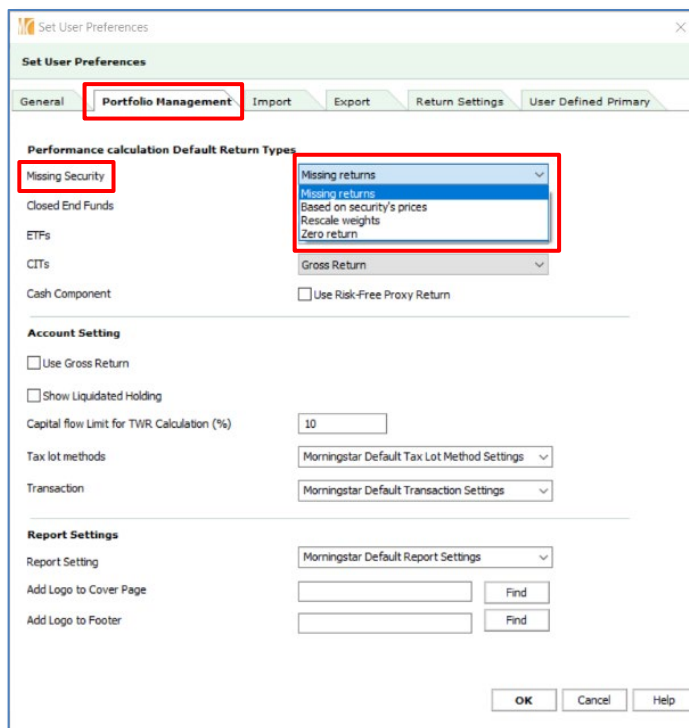 Set User Preferences
Set User Preferences
General Portfolio Management Import Export Return Settings User Defined Primary
Performance calculation Default Return Types
Missing Security Missing returns
Missing returns
Closed End Funds Based on security's prices
Rescale weights
ETFs Zero return
CITs Gross Return
Cash Component Use Risk-Free Proxy Return
Account Setting
Use Gross Return
Show Liquidated Holding
Capital flow Limit for TWR Calculation (%) 10
Tax lot methods Morningstar Default Tax Lot Method Settings
Transaction Morningstar Default Transaction Settings
Report Settings
Report Setting Morningstar Default Report Settings
Add Logo to Cover Page Find
Add Logo to Footer Find
OK Cancel Help